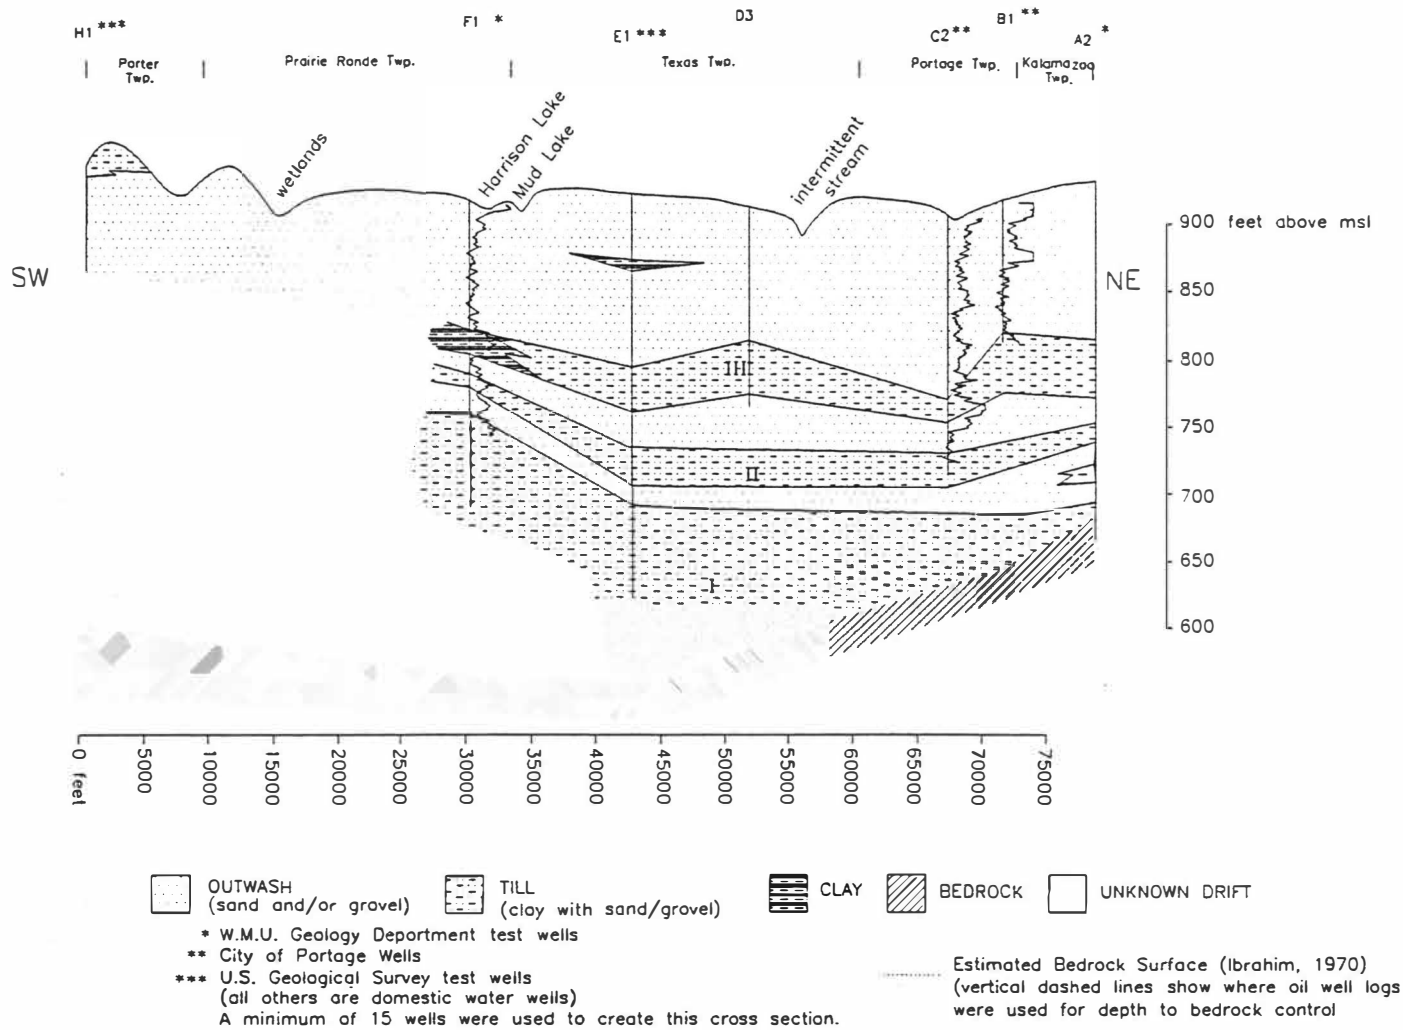 H1 ***
F1 *
E1 ***
D3
C2 **
B1 **
A2 *
Porter
Twp.
Prairie Ronde Twp.
Texas Twp.
Portage Twp.
Kalamazoo
Twp.
wetlands
Harrison Lake
Mud Lake
intermittent
stream
SW
NE
900 feet above msl
850
800
750
700
650
600
III
II
I
0 feet
5000
10000
15000
20000
25000
30000
35000
40000
45000
50000
55000
60000
65000
70000
75000
OUTWASH
(sand and/or gravel)
TILL
(clay with sand/gravel)
CLAY
BEDROCK
UNKNOWN DRIFT
* W.M.U. Geology Department test wells
** City of Portage Wells
*** U.S. Geological Survey test wells
(all others are domestic water wells)
A minimum of 15 wells were used to create this cross section.
Estimated Bedrock Surface (Ibrahim, 1970)
(vertical dashed lines show where oil well logs
were used for depth to bedrock control